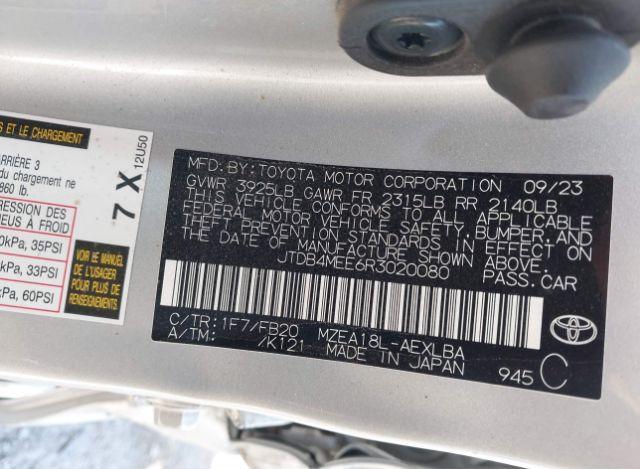 S ET LE CHARGEMENT
ARRIÈRE 3
du chargement ne
860 lb.
RESSION DES
NEUS À FROID
0kPa, 35PSI
kPa, 33PSI
kPa, 60PSI
VOIR LE MANUEL
DE L'USAGER
POUR PLUS DE
RENSEIGNEMENTS
7 X
12U50
MFD. BY: TOYOTA MOTOR CORPORATION 09/23
GVWR 3925LB GAWR FR 2315LB RR 2140LB
THIS VEHICLE CONFORMS TO ALL APPLICABLE
FEDERAL MOTOR VEHICLE SAFETY, BUMPER, AND
THEFT PREVENTION STANDARDS IN EFFECT ON
THE DATE OF MANUFACTURE SHOWN ABOVE.
JTDB4MEE6R3020080 PASS. CAR
C/TR: 1F7/FB20 MZEA18L-AEXLBA
A/TM: /K121 MADE IN JAPAN
TOYOTA
945 C